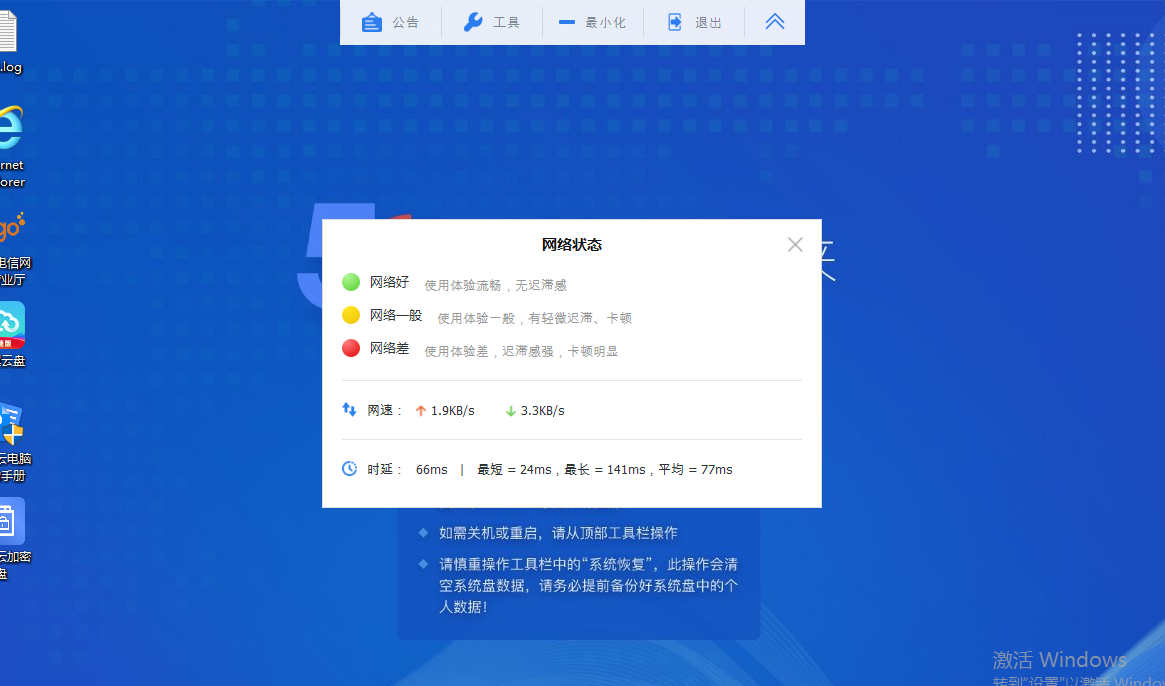 公告
工具
最小化
退出
.log
rnet
orer
go
电信网
业厅
云盘
云电脑
手册
云加密
盘
5
来
网络状态
网络好
使用体验流畅，无迟滞感
网络一般
使用体验一般，有轻微迟滞、卡顿
网络差
使用体验差，迟滞感强，卡顿明显
网速： 1.9KB/s 3.3KB/s
时延： 66ms | 最短 = 24ms，最长 = 141ms，平均 = 77ms
如需关机或重启，请从顶部工具栏操作
请慎重操作工具栏中的“系统恢复”，此操作会清
空系统盘数据，请务必提前备份好系统盘中的个
人数据！
激活 Windows
转到“设置”以激活 Windo